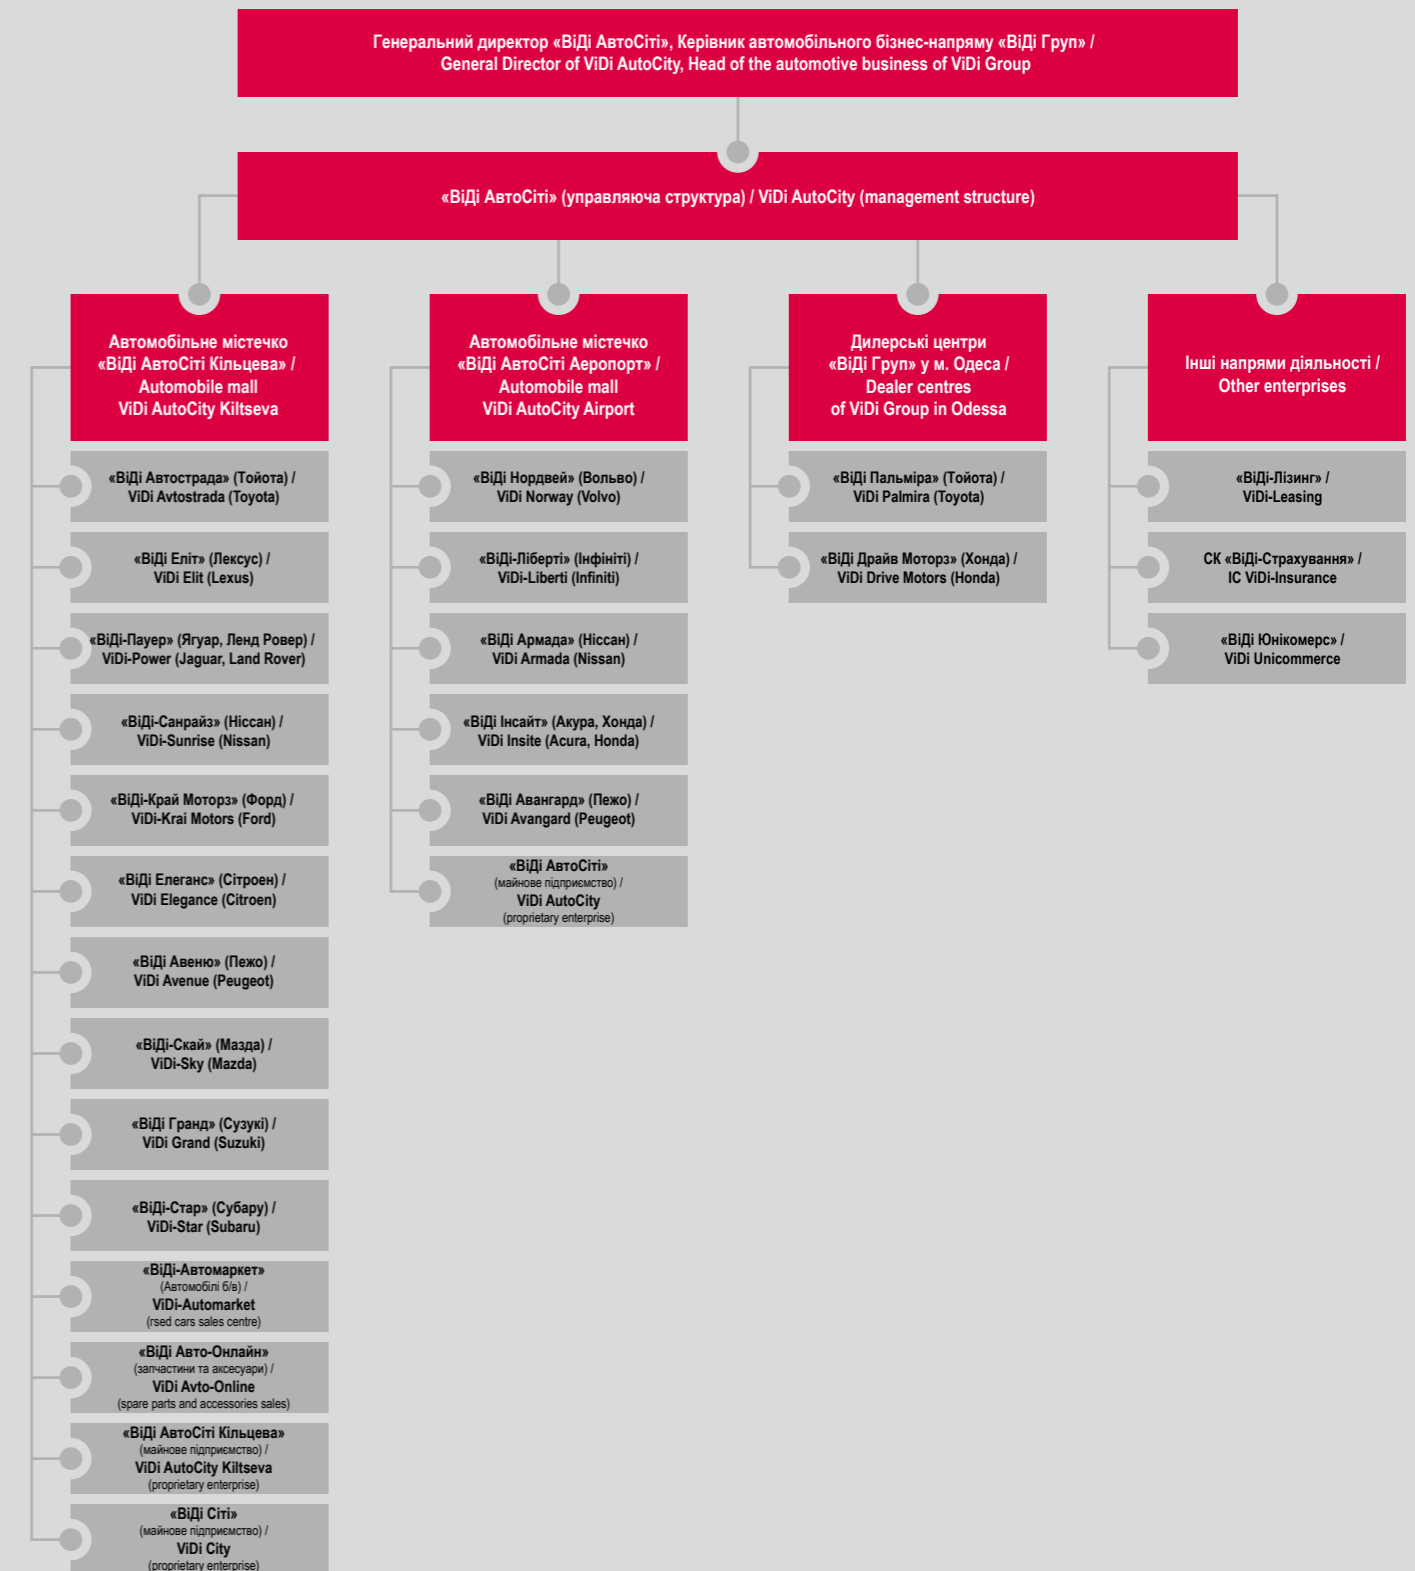 Генеральний директор «ВіДі АвтоСіті», Керівник автомобільного бізнес-напряму «ВіДі Груп» /
General Director of ViDi AutoCity, Head of the automotive business of ViDi Group
«ВіДі АвтоСіті» (управляюча структура) / ViDi AutoCity (management structure)
Автомобільне містечко
«ВіДі АвтоСіті Кільцева» /
Automobile mall
ViDi AutoCity Kiltseva
«ВіДі Автострада» (Тойота) /
ViDi Avtostrada (Toyota)
«ВіДі Еліт» (Лексус) /
ViDi Elit (Lexus)
«ВіДі-Пауер» (Ягуар, Ленд Ровер) /
ViDi-Power (Jaguar, Land Rover)
«ВіДі-Санрайз» (Ніссан) /
ViDi-Sunrise (Nissan)
«ВіДі-Край Моторз» (Форд) /
ViDi-Krai Motors (Ford)
«ВіДі Елеганс» (Сітроен) /
ViDi Elegance (Citroen)
«ВіДі Авеню» (Пежо) /
ViDi Avenue (Peugeot)
«ВіДі-Скай» (Мазда) /
ViDi-Sky (Mazda)
«ВіДі Гранд» (Сузукі) /
ViDi Grand (Suzuki)
«ВіДі-Стар» (Субару) /
ViDi-Star (Subaru)
«ВіДі-Автомаркет»
(Автомобілі б/в) /
ViDi-Automarket
(rsed cars sales centre)
«ВіДі Авто-Онлайн»
(запчастини та аксесуари) /
ViDi Avto-Online
(spare parts and accessories sales)
«ВіДі АвтоСіті Кільцева»
(майнове підприємство) /
ViDi AutoCity Kiltseva
(proprietary enterprise)
«ВіДі Сіті»
(майнове підприємство) /
ViDi City
(proprietary enterprise)
Автомобільне містечко
«ВіДі АвтоСіті Аеропорт» /
Automobile mall
ViDi AutoCity Airport
«ВіДі Нордвей» (Вольво) /
ViDi Norway (Volvo)
«ВіДі-Ліберті» (Інфініті) /
ViDi-Liberti (Infiniti)
«ВіДі Армада» (Ніссан) /
ViDi Armada (Nissan)
«ВіДі Інсайт» (Акура, Хонда) /
ViDi Insite (Acura, Honda)
«ВіДі Авангард» (Пежо) /
ViDi Avangard (Peugeot)
«ВіДі АвтоСіті»
(майнове підприємство) /
ViDi AutoCity
(proprietary enterprise)
Дилерські центри
«ВіДі Груп» у м. Одеса /
Dealer centres
of ViDi Group in Odessa
«ВіДі Пальміра» (Тойота) /
ViDi Palmira (Toyota)
«ВіДі Драйв Моторз» (Хонда) /
ViDi Drive Motors (Honda)
Інші напрями діяльності /
Other enterprises
«ВіДі-Лізинг» /
ViDi-Leasing
СК «ВіДі-Страхування» /
IC ViDi-Insurance
«ВіДі Юнікомерс» /
ViDi Unicommerce